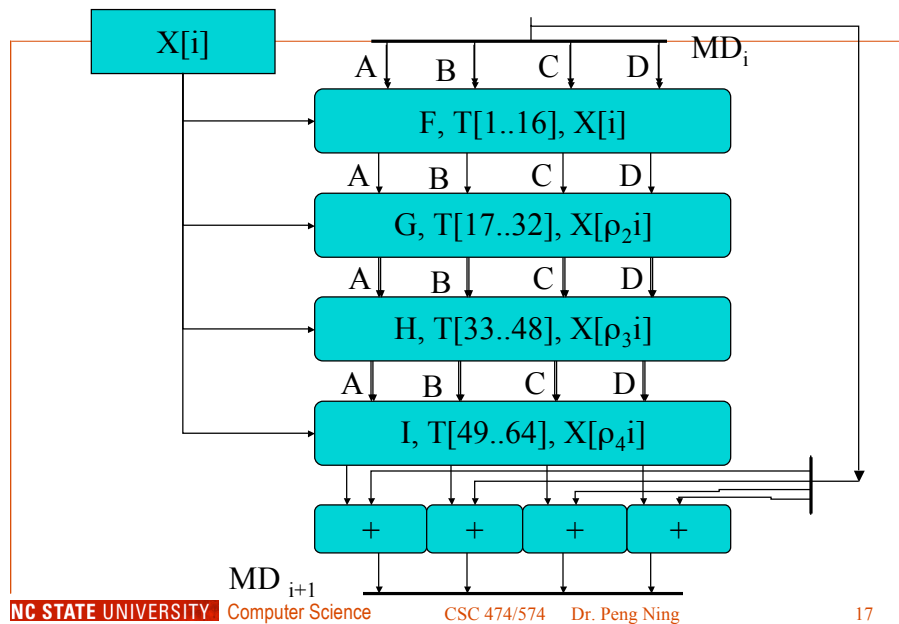 X[i]
MDi
A B C D
F, T[1..16], X[i]
A B C D
G, T[17..32], X[ρ2i]
A B C D
H, T[33..48], X[ρ3i]
A B C D
I, T[49..64], X[ρ4i]
+ + + +
MD i+1
NC STATE UNIVERSITY Computer Science CSC 474/574 Dr. Peng Ning 17